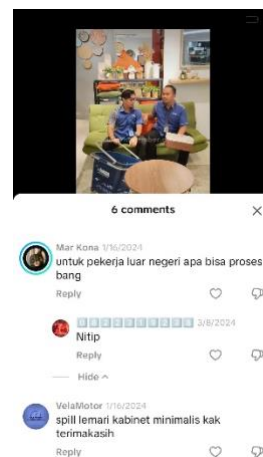 6 comments
Mar Kona 1/16/2024
untuk pekerja luar negeri apa bisa proses
bang
Reply
3/8/2024
Nitip
Reply
Hide
VelaMotor 1/16/2024
spill lemari kabinet minimalis kak
terimakasih
Reply